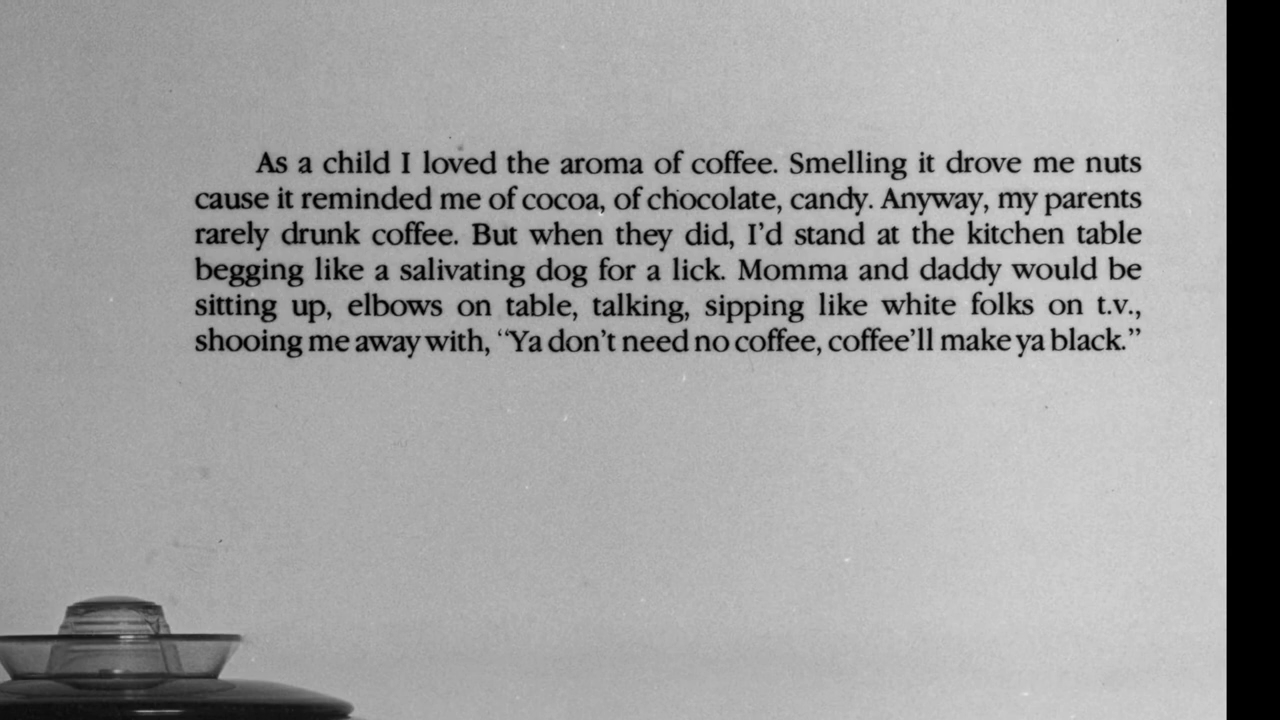 As a child I loved the aroma of coffee. Smelling it drove me nuts
cause it reminded me of cocoa, of chocolate, candy. Anyway, my parents
rarely drunk coffee. But when they did, I'd stand at the kitchen table
begging like a salivating dog for a lick. Momma and daddy would be
sitting up, elbows on table, talking, sipping like white folks on t.v.,
shooing me away with, “Ya don't need no coffee, coffee'll make ya black.”